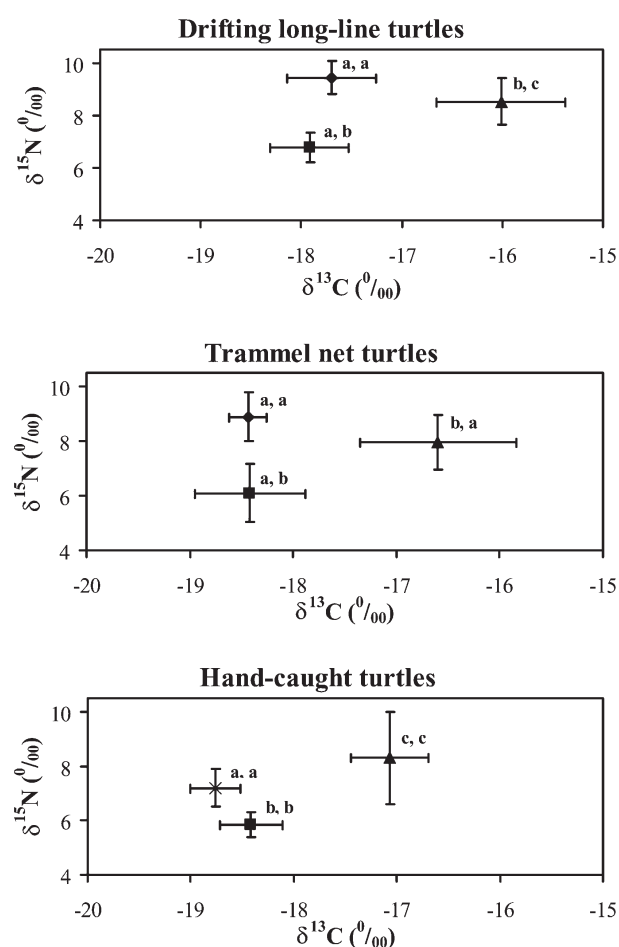 Drifting long-line turtles
10
8
6
4
δ¹⁵N (⁰/₀₀)
a, a
b, c
a, b
-20 -19 -18 -17 -16 -15
δ¹³C (⁰/₀₀)
Trammel net turtles
10
8
6
4
δ¹⁵N (⁰/₀₀)
a, a
b, a
a, b
-20 -19 -18 -17 -16 -15
δ¹³C (⁰/₀₀)
Hand-caught turtles
10
8
6
4
δ¹⁵N (⁰/₀₀)
c, c
a, a
b, b
-20 -19 -18 -17 -16 -15
δ¹³C (⁰/₀₀)